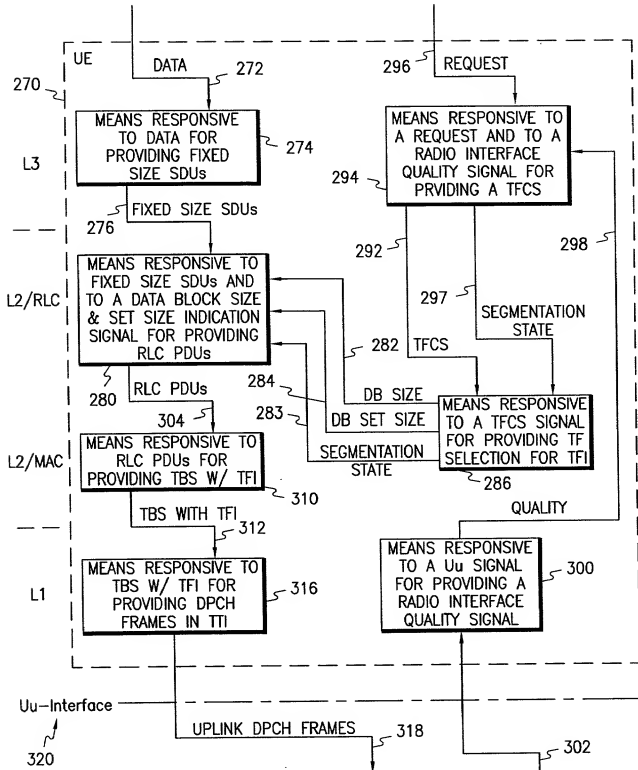 UE
DATA
272
296
REQUEST
270
MEANS RESPONSIVE
TO DATA FOR
PROVIDING FIXED
SIZE SDUs
274
L3
276
FIXED SIZE SDUs
MEANS RESPONSIVE TO
A REQUEST AND TO A
RADIO INTERFACE
QUALITY SIGNAL FOR
PRVIDING A TFCS
294
292
298
297
L2/RLC
MEANS RESPONSIVE TO
FIXED SIZE SDUs AND
TO A DATA BLOCK SIZE
& SET SIZE INDICATION
SIGNAL FOR PROVIDING
RLC PDUs
280
RLC PDUs
304
282
284
283
TFCS
SEGMENTATION
STATE
DB SIZE
DB SET SIZE
SEGMENTATION
STATE
MEANS RESPONSIVE
TO A TFCS SIGNAL
FOR PROVIDING TF
SELECTION FOR TFI
286
L2/MAC
MEANS RESPONSIVE TO
RLC PDUs FOR
PROVIDING TBS W/ TFI
310
TBS WITH TFI
312
QUALITY
L1
MEANS RESPONSIVE TO
TBS W/ TFI FOR
PROVIDING DPCH
FRAMES IN TTI
316
MEANS RESPONSIVE
TO A Uu SIGNAL
FOR PROVIDING A
RADIO INTERFACE
QUALITY SIGNAL
300
Uu-Interface
320
UPLINK DPCH FRAMES
318
302